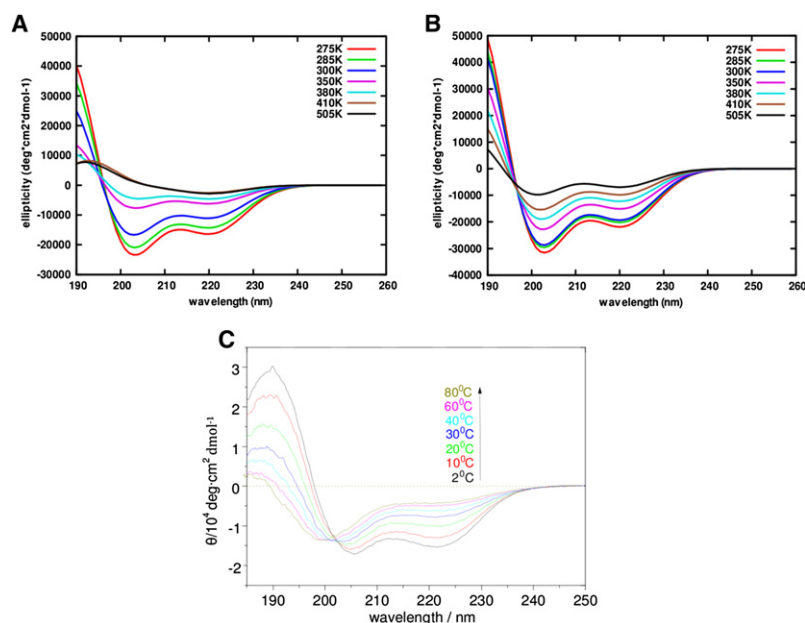 A
50000
40000
30000
20000
10000
0
-10000
-20000
-30000
ellipticity (deg*cm2*dmol-1)
190 200 210 220 230 240 250 260
wavelength (nm)
275K
285K
300K
350K
380K
410K
505K
B
50000
40000
30000
20000
10000
0
-10000
-20000
-30000
-40000
ellipticity (deg*cm2*dmol-1)
190 200 210 220 230 240 250 260
wavelength (nm)
275K
285K
300K
350K
380K
410K
505K
C
3
2
1
0
-1
-2
θ/10⁴ deg·cm² dmol⁻¹
80⁰C
60⁰C
40⁰C
30⁰C
20⁰C
10⁰C
2⁰C
190 200 210 220 230 240 250
wavelength / nm